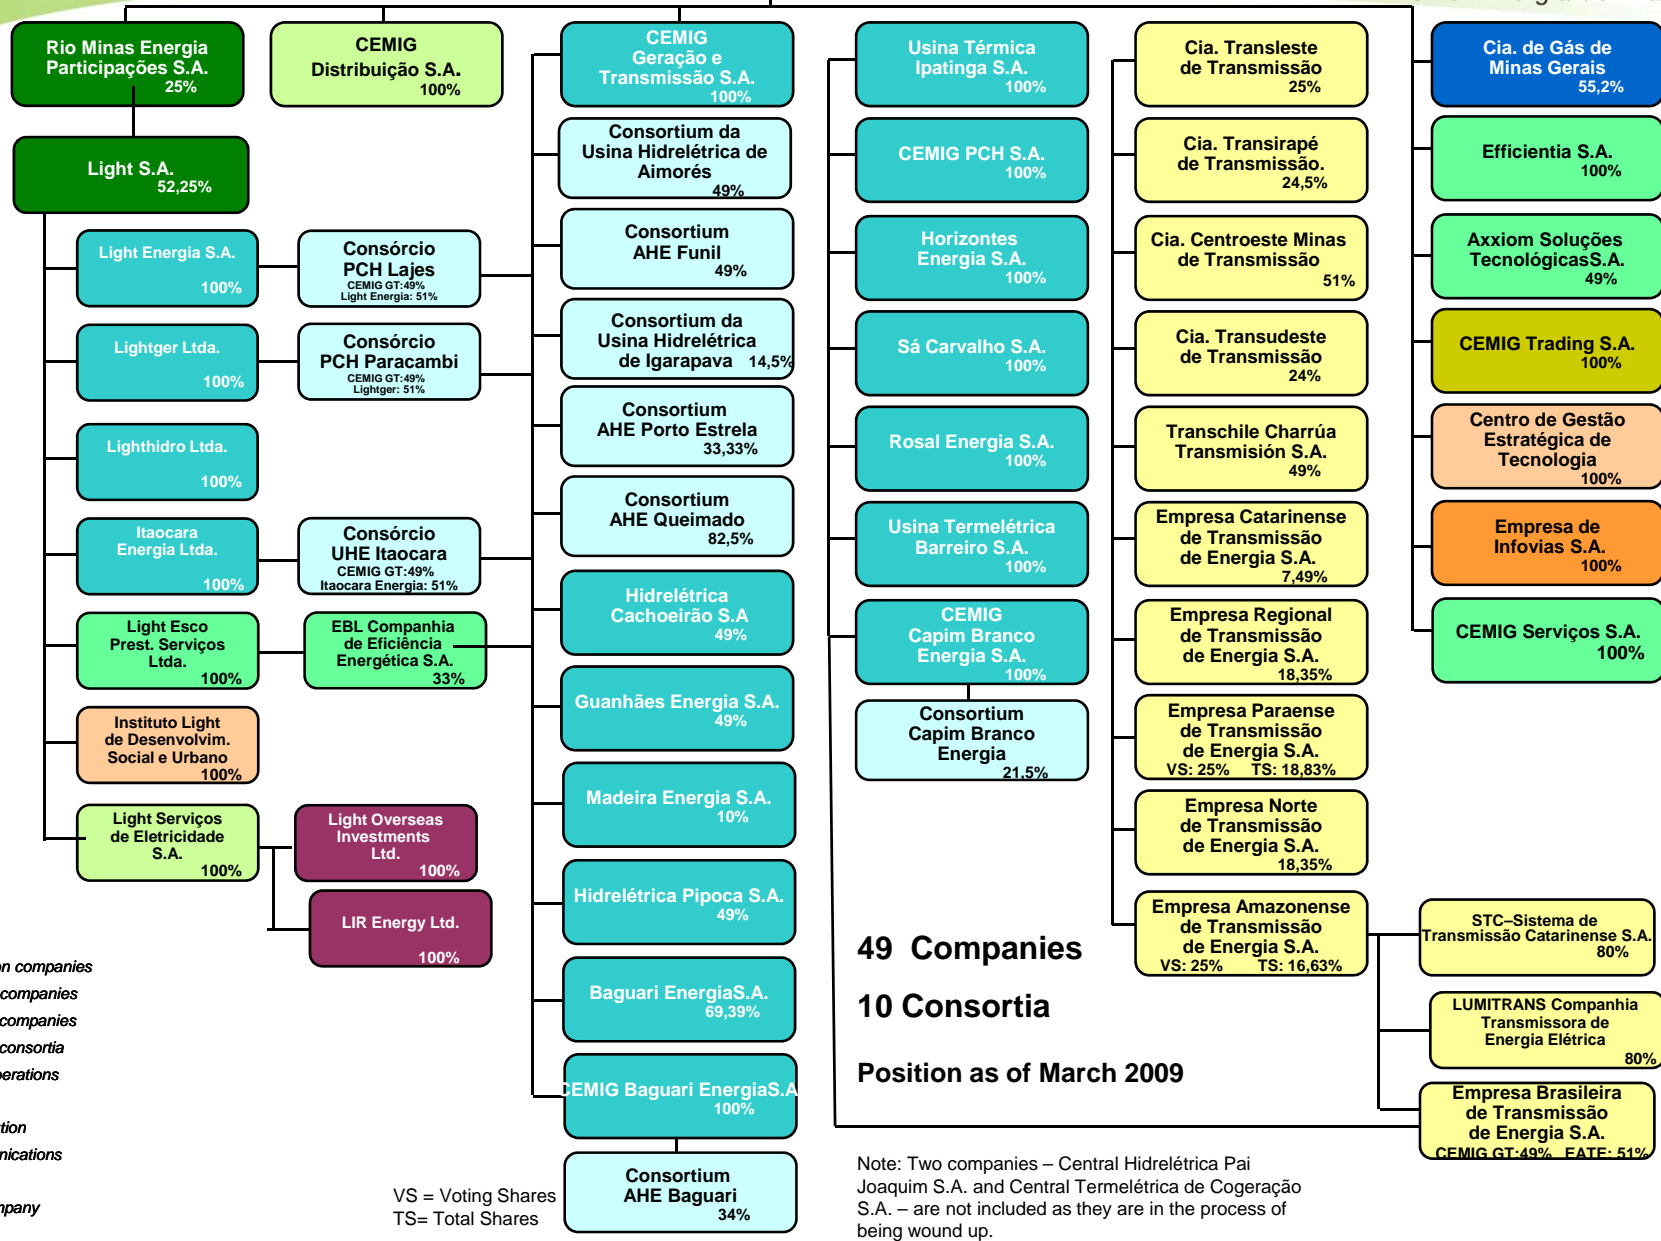 Rio Minas Energia
Participações S.A.
25%
Light S.A.
52,25%
Light Energia S.A.
100%
Lightger Ltda.
100%
Lighthidro Ltda.
100%
Itaocara
Energia Ltda.
100%
Light Esco
Prest. Serviços
Ltda.
100%
Instituto Light
de Desenvolvim.
Social e Urbano
100%
Light Serviços
de Eletricidade
S.A.
100%
CEMIG
Distribuição S.A.
100%
Consórcio
PCH Lajes
CEMIG GT:49%
Light Energia: 51%
Consórcio
PCH Paracambi
CEMIG GT:49%
Lightger: 51%
Consórcio
UHE Itaocara
CEMIG GT:49%
Itaocara Energia: 51%
EBL Companhia
de Eficiência
Energética S.A.
33%
Light Overseas
Investments
Ltd.
100%
LIR Energy Ltd.
100%
CEMIG
Geração e
Transmissão S.A.
100%
Consortium da
Usina Hidrelétrica de
Aimorés
49%
Consortium
AHE Funil
49%
Consortium da
Usina Hidrelétrica
de Igarapava 14,5%
Consortium
AHE Porto Estrela
33,33%
Consortium
AHE Queimado
82,5%
Hidrelétrica
Cachoeirão S.A
49%
Guanhães Energia S.A.
49%
Madeira Energia S.A.
10%
Hidrelétrica Pipoca S.A.
49%
Baguari EnergiaS.A.
69,39%
CEMIG Baguari EnergiaS.A
100%
Consortium
AHE Baguari
34%
Usina Térmica
Ipatinga S.A.
100%
CEMIG PCH S.A.
100%
Horizontes
Energia S.A.
100%
Sá Carvalho S.A.
100%
Rosal Energia S.A.
100%
Usina Termelétrica
Barreiro S.A.
100%
CEMIG
Capim Branco
Energia S.A.
100%
Consortium
Capim Branco
Energia
21,5%
Cia. Transleste
de Transmissão
25%
Cia. Transirapé
de Transmissão.
24,5%
Cia. Centroeste Minas
de Transmissão
51%
Cia. Transudeste
de Transmissão
24%
Transchile Charrúa
Transmisión S.A.
49%
Empresa Catarinense
de Transmissão
de Energia S.A.
7,49%
Empresa Regional
de Transmissão
de Energia S.A.
18,35%
Empresa Paraense
de Transmissão
de Energia S.A.
VS: 25% TS: 18,83%
Empresa Norte
de Transmissão
de Energia S.A.
18,35%
Empresa Amazonense
de Transmissão
de Energia S.A.
VS: 25% TS: 16,63%
Cia. de Gás de
Minas Gerais
55,2%
Efficientia S.A.
100%
Axxiom Soluções
TecnológicasS.A.
49%
CEMIG Trading S.A.
100%
Centro de Gestão
Estratégica de
Tecnologia
100%
Empresa de
Infovias S.A.
100%
CEMIG Serviços S.A.
100%
STC–Sistema de
Transmissão Catarinense S.A.
80%
LUMITRANS Companhia
Transmissora de
Energia Elétrica
80%
Empresa Brasileira
de Transmissão
de Energia S.A.
CEMIG GT:49% EATE: 51%
49 Companies
10 Consortia
Position as of March 2009
companies
companies
companies
consortia
VS = Voting Shares
TS= Total Shares
Note: Two companies – Central Hidrelétrica Pai
Joaquim S.A. and Central Termelétrica de Cogeração
S.A. – are not included as they are in the process of
being wound up.